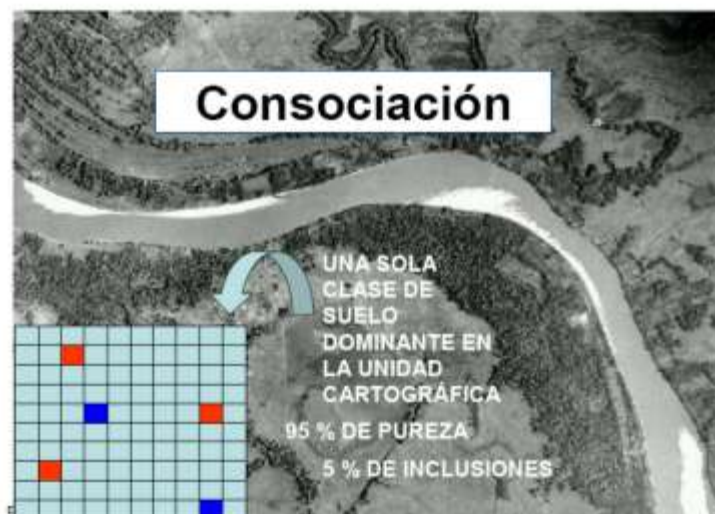 Consociación
UNA SOLA
CLASE DE
SUELO
DOMINANTE EN
LA UNIDAD
CARTOGRÁFICA
95 % DE PUREZA
5 % DE INCLUSIONES